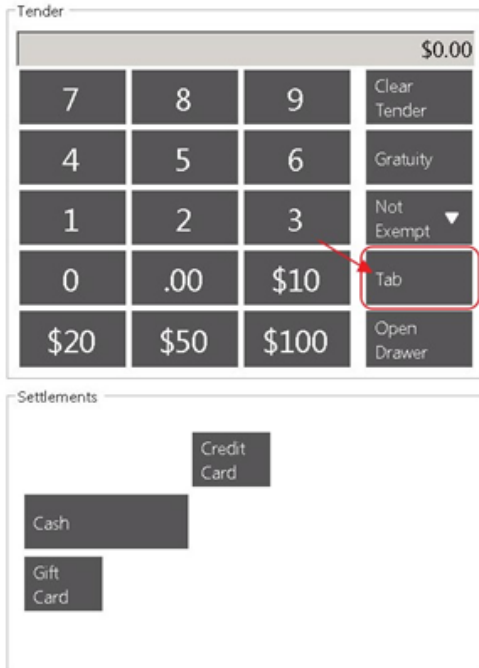 Tender
$0.00
7 8 9 Clear
Tender
4 5 6 Gratuity
1 2 3 Not
Exempt
0 .00 $10 Tab
$20 $50 $100 Open
Drawer
Settlements
Credit
Card
Cash
Gift
Card